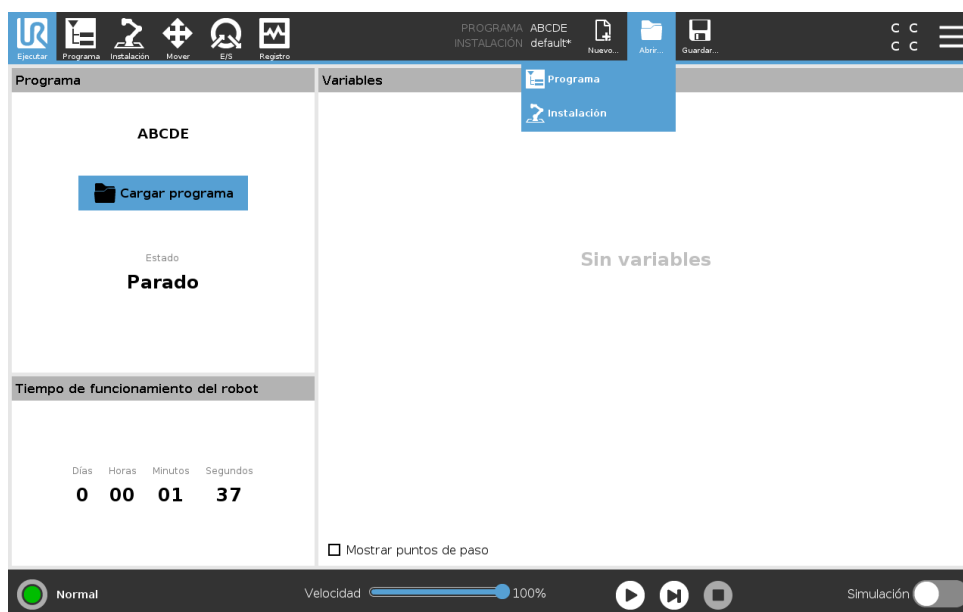 UR
Ejecutar
Programa
Instalación
Mover
E/S
Registro
PROGRAMA ABCDE
INSTALACIÓN default*
Nuevo...
Abrir...
Guardar...
C C
C C
Programa
Instalación
Programa
ABCDE
Cargar programa
Estado
Parado
Variables
Sin variables
Tiempo de funcionamiento del robot
Días Horas Minutos Segundos
0 00 01 37
Mostrar puntos de paso
Normal
Velocidad 100%
Simulación